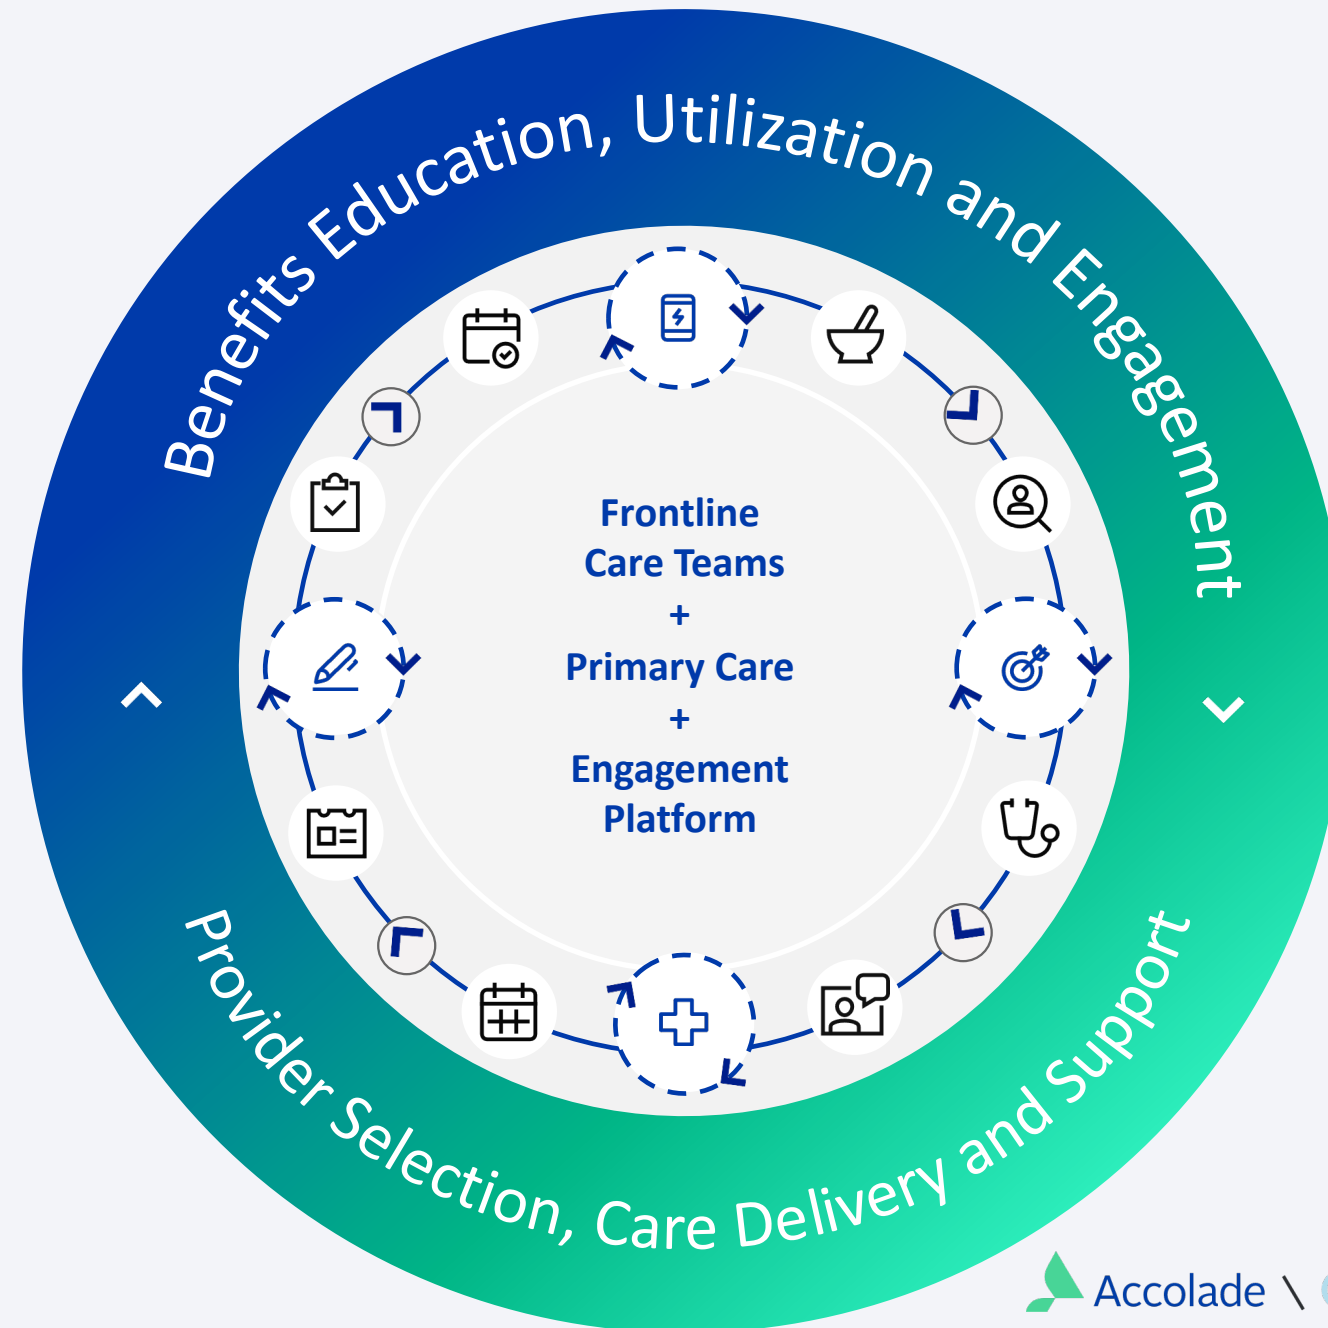 Benefits Education, Utilization and Engagement
Frontline
Care Teams
+
Primary Care
+
Engagement
Platform
Provider Selection, Care Delivery and Support
Accolade \